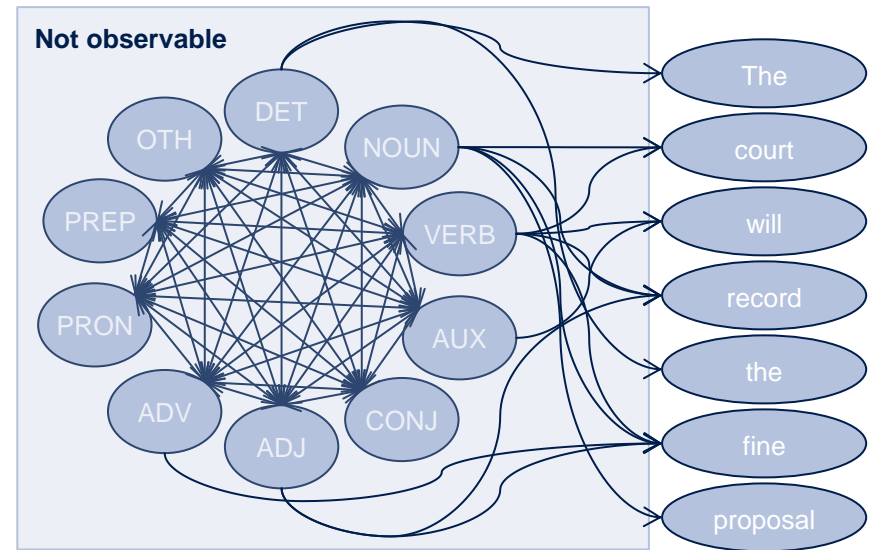 Not observable
DET
OTH
NOUN
PREP
VERB
PRON
AUX
ADV
CONJ
ADJ
The
court
will
record
the
fine
proposal